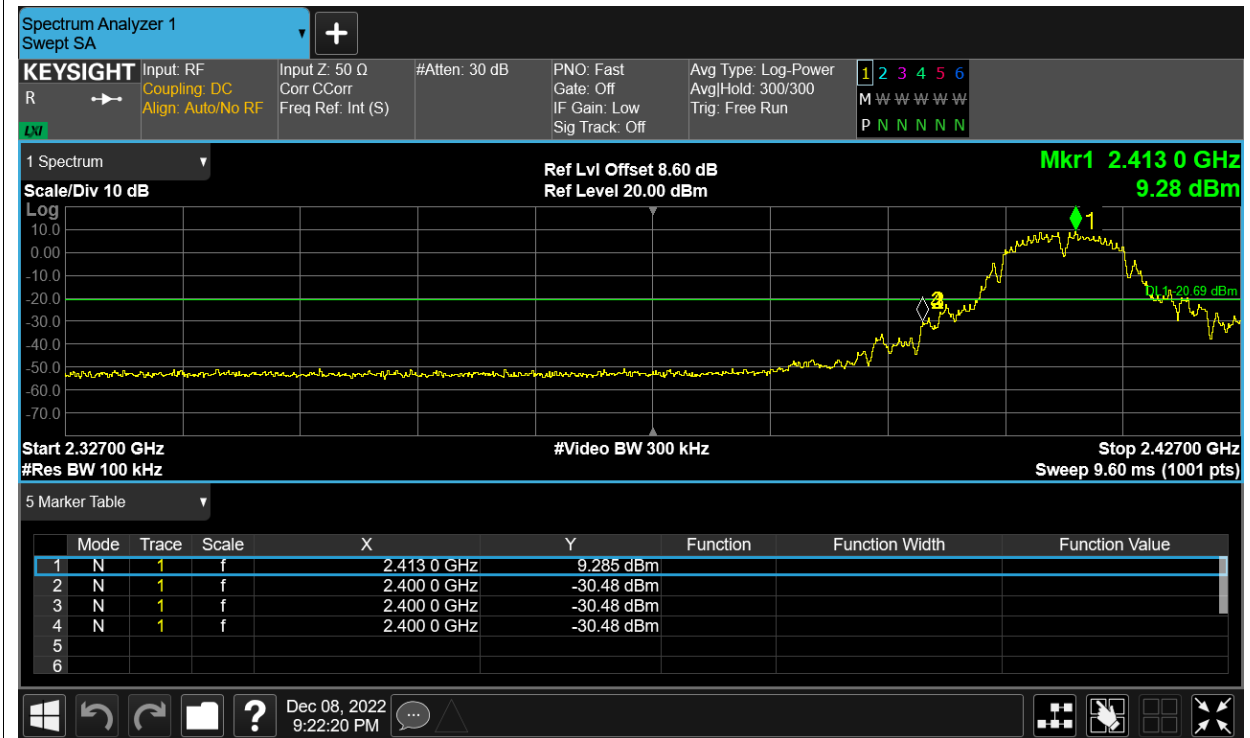 Spectrum Analyzer 1
Swept SA
KEYSIGHT
R
LXI
Input: RF
Coupling: DC
Align: Auto/No RF
Input Z: 50 Ω
Corr CCorr
Freq Ref: Int (S)
#Atten: 30 dB
PNO: Fast
Gate: Off
IF Gain: Low
Sig Track: Off
Avg Type: Log-Power
Avg|Hold: 300/300
Trig: Free Run
1 2 3 4 5 6
M W W W W W
P N N N N N
1 Spectrum
Scale/Div 10 dB
Ref Lvl Offset 8.60 dB
Ref Level 20.00 dBm
Mkr1 2.413 0 GHz
9.28 dBm
Log
10.0
0.00
-10.0
-20.0
-30.0
-40.0
-50.0
-60.0
-70.0
1
DL1 -20.69 dBm
Start 2.32700 GHz
#Res BW 100 kHz
#Video BW 300 kHz
Stop 2.42700 GHz
Sweep 9.60 ms (1001 pts)
5 Marker Table
Mode Trace Scale X Y Function Function Width Function Value
1 N 1 f 2.413 0 GHz 9.285 dBm
2 N 1 f 2.400 0 GHz -30.48 dBm
3 N 1 f 2.400 0 GHz -30.48 dBm
4 N 1 f 2.400 0 GHz -30.48 dBm
5
6
?
Dec 08, 2022
9:22:20 PM